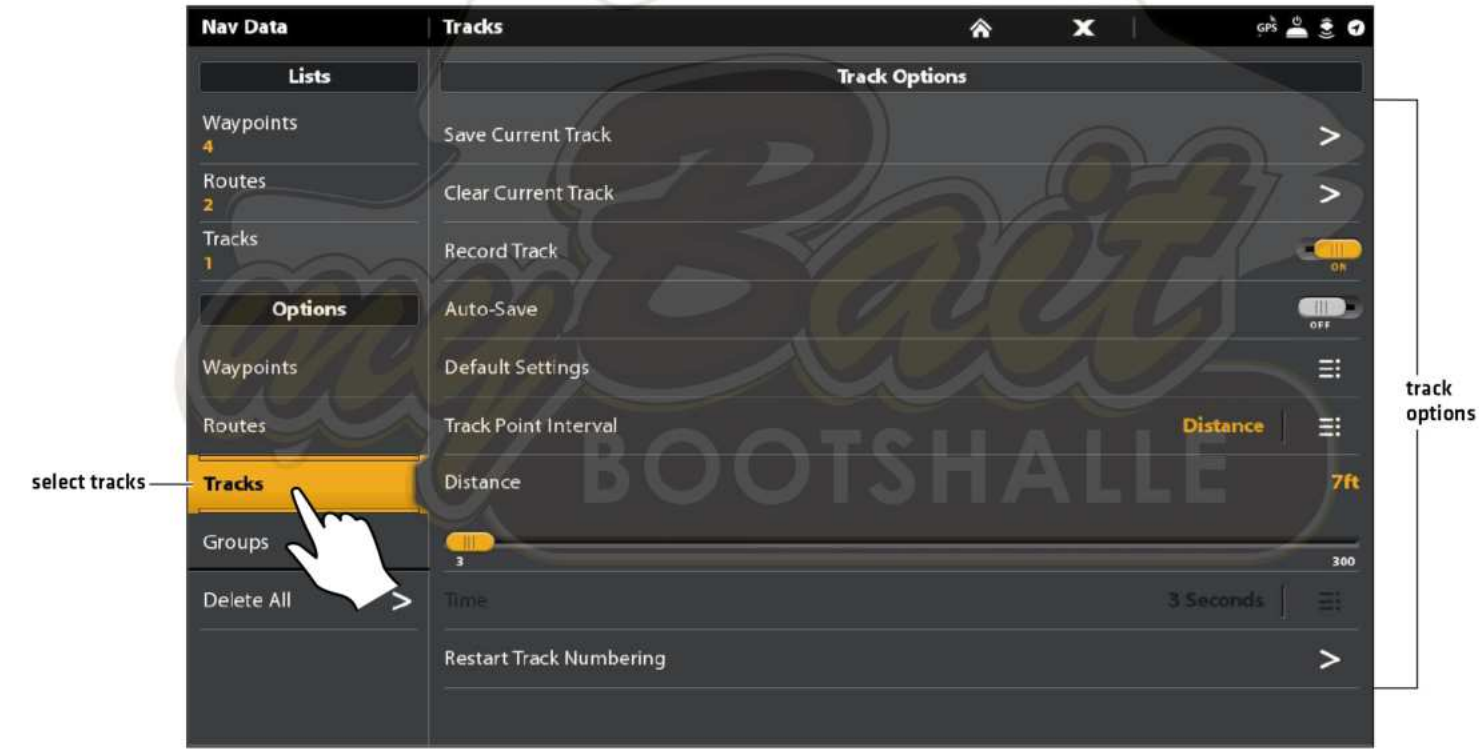 Nav Data
Tracks
GPS
Lists
Track Options
Waypoints
4
Routes
2
Tracks
1
Options
Waypoints
Routes
Tracks
Groups
Delete All
Save Current Track
Clear Current Track
Record Track
ON
Auto-Save
OFF
Default Settings
Track Point Interval Distance
Distance 7ft
3 300
Time 3 Seconds
Restart Track Numbering
select tracks
track
options
my Bait
BOOTSHALLE